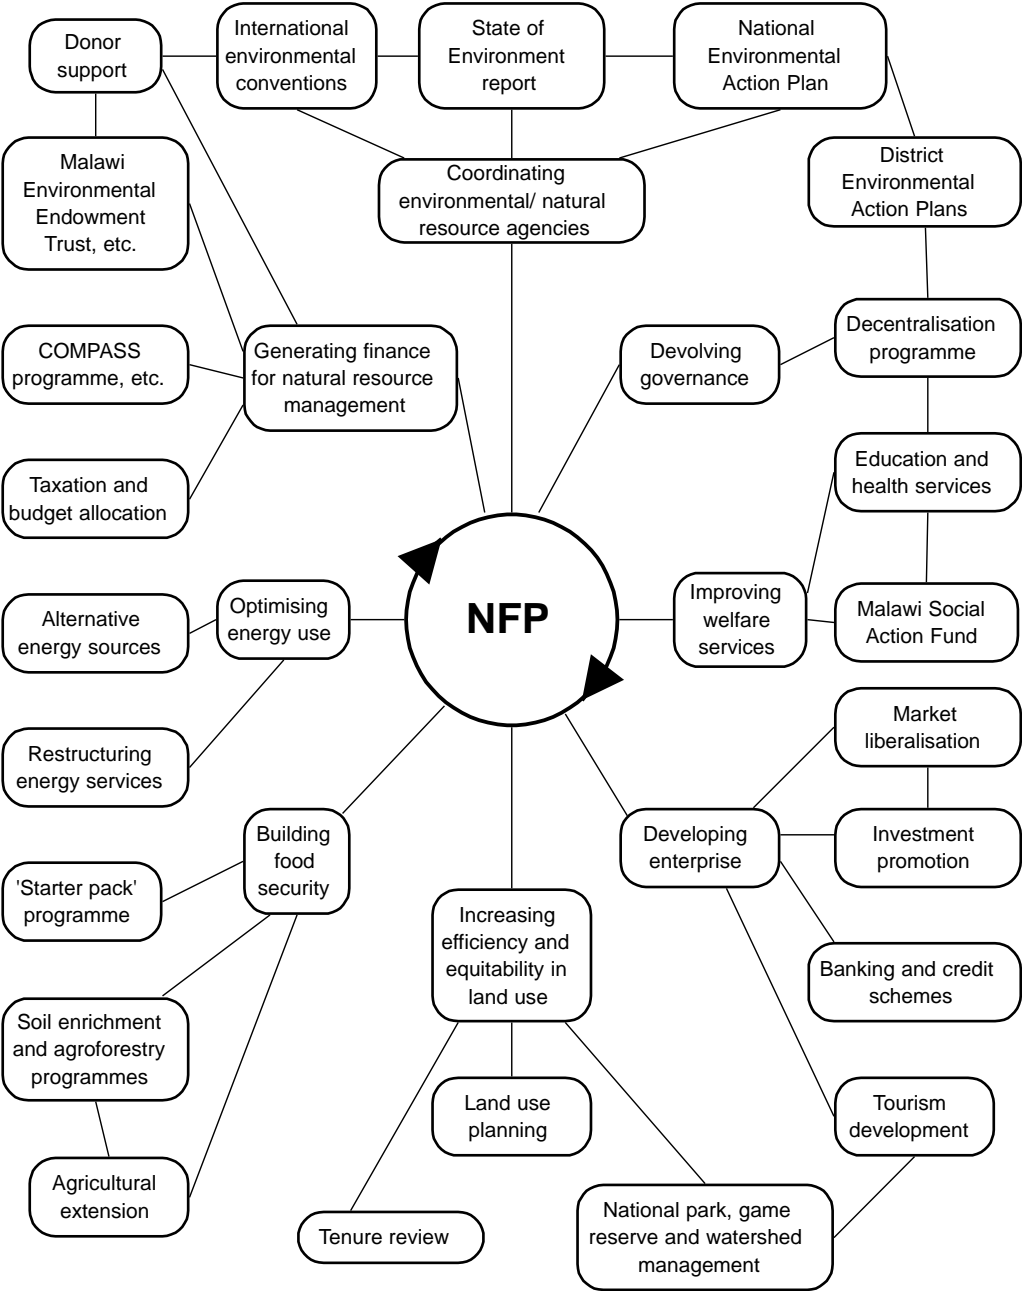 Donor
support
International
environmental
conventions
State of
Environment
report
National
Environmental
Action Plan
Malawi
Environmental
Endowment
Trust, etc.
Coordinating
environmental/ natural
resource agencies
District
Environmental
Action Plans
COMPASS
programme, etc.
Generating finance
for natural resource
management
Devolving
governance
Decentralisation
programme
Taxation and
budget allocation
Education and
health services
Alternative
energy sources
Optimising
energy use
NFP
Improving
welfare
services
Malawi Social
Action Fund
Restructuring
energy services
Market
liberalisation
Building
food
security
Developing
enterprise
Investment
promotion
'Starter pack'
programme
Increasing
efficiency and
equitability in
land use
Banking and credit
schemes
Soil enrichment
and agroforestry
programmes
Land use
planning
Tourism
development
Agricultural
extension
Tenure review
National park, game
reserve and watershed
management